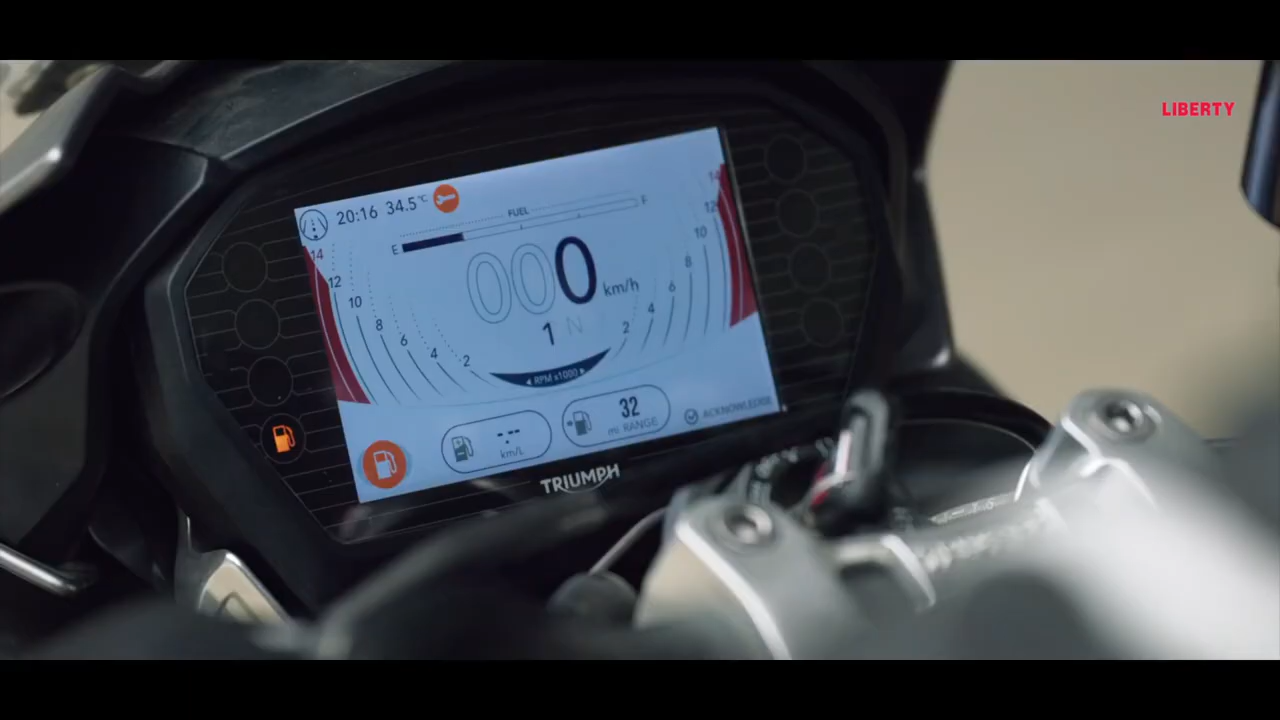 LIBERTY
20:16 34.5°C
FUEL
E F
14 14
12 12
10 10
8 8
6 6
4 4
2 2
000 km/h
1 N
◄ RPM x1000 ►
-.-
km/L
32
mi RANGE
ACKNOWLEDGE
TRIUMPH